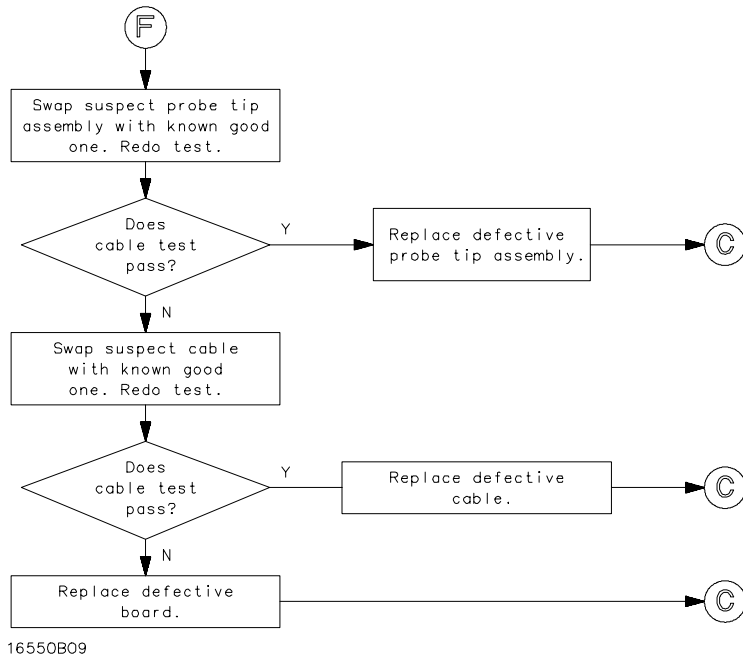 F
Swap suspect probe tip
assembly with known good
one. Redo test.
Does
cable test
pass?
Y
Replace defective
probe tip assembly.
C
N
Swap suspect cable
with known good
one. Redo test.
Does
cable test
pass?
Y
Replace defective
cable.
C
N
Replace defective
board.
C
16550B09